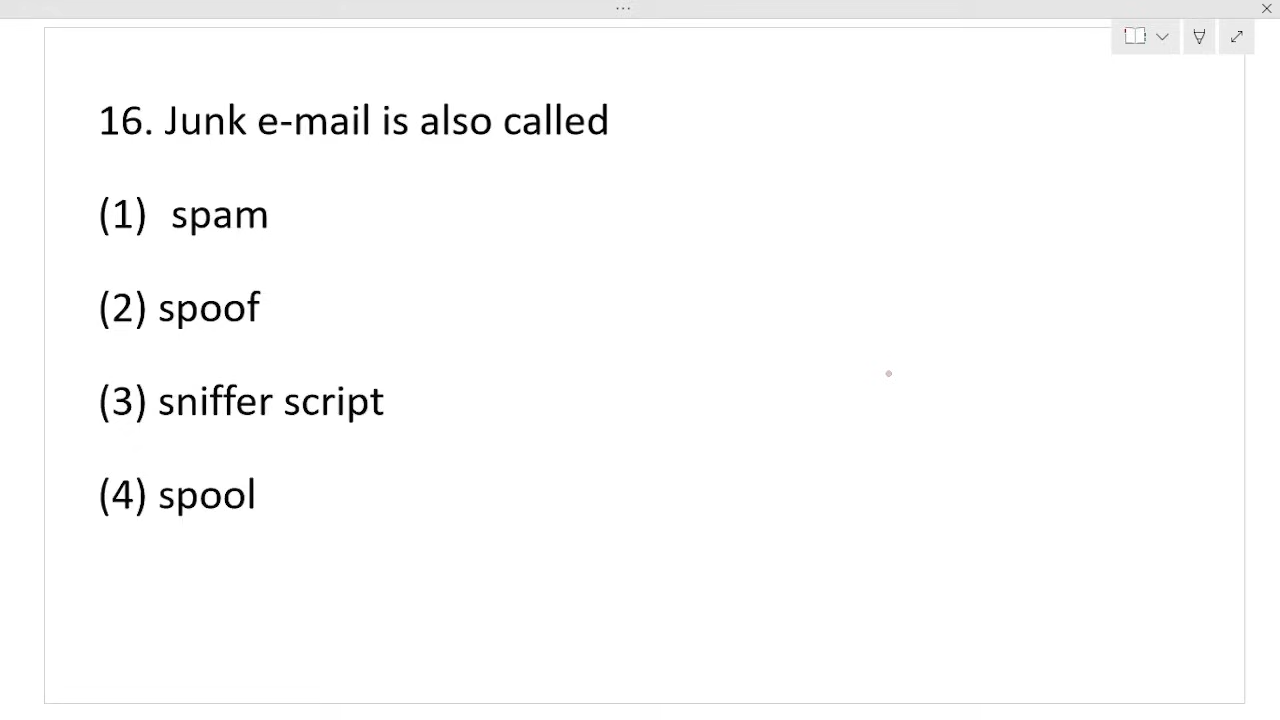 16. Junk e-mail is also called
(1) spam
(2) spoof
(3) sniffer script
(4) spool